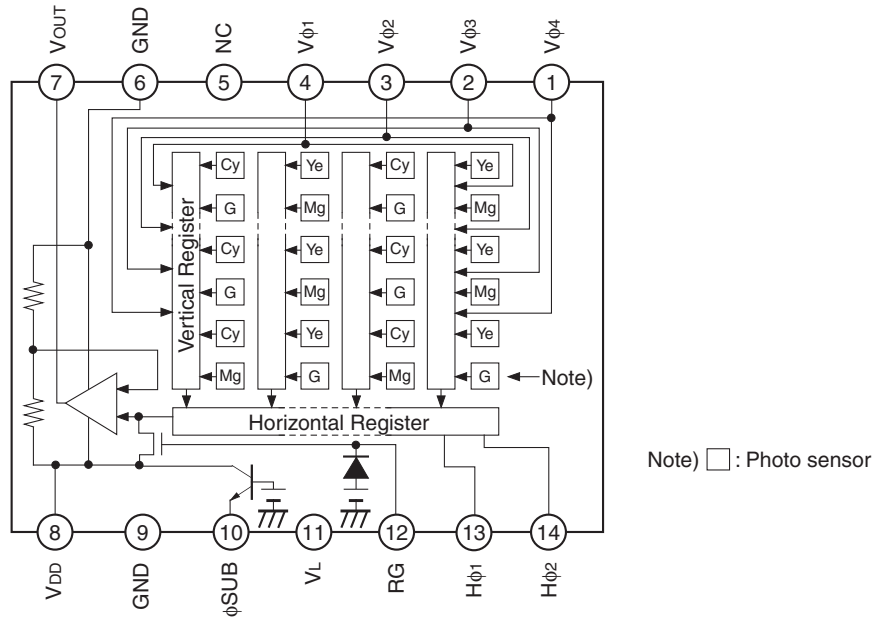 VOUT GND NC Vϕ1 Vϕ2 Vϕ3 Vϕ4
7 6 5 4 3 2 1
Vertical Register
Cy Ye Cy Ye
G Mg G Mg
Cy Ye Cy Ye
G Mg G Mg
Cy Ye Cy Ye
Mg G Mg G Note)
Horizontal Register
Note) : Photo sensor
8 9 10 11 12 13 14
VDD GND ϕSUB VL RG Hϕ1 Hϕ2